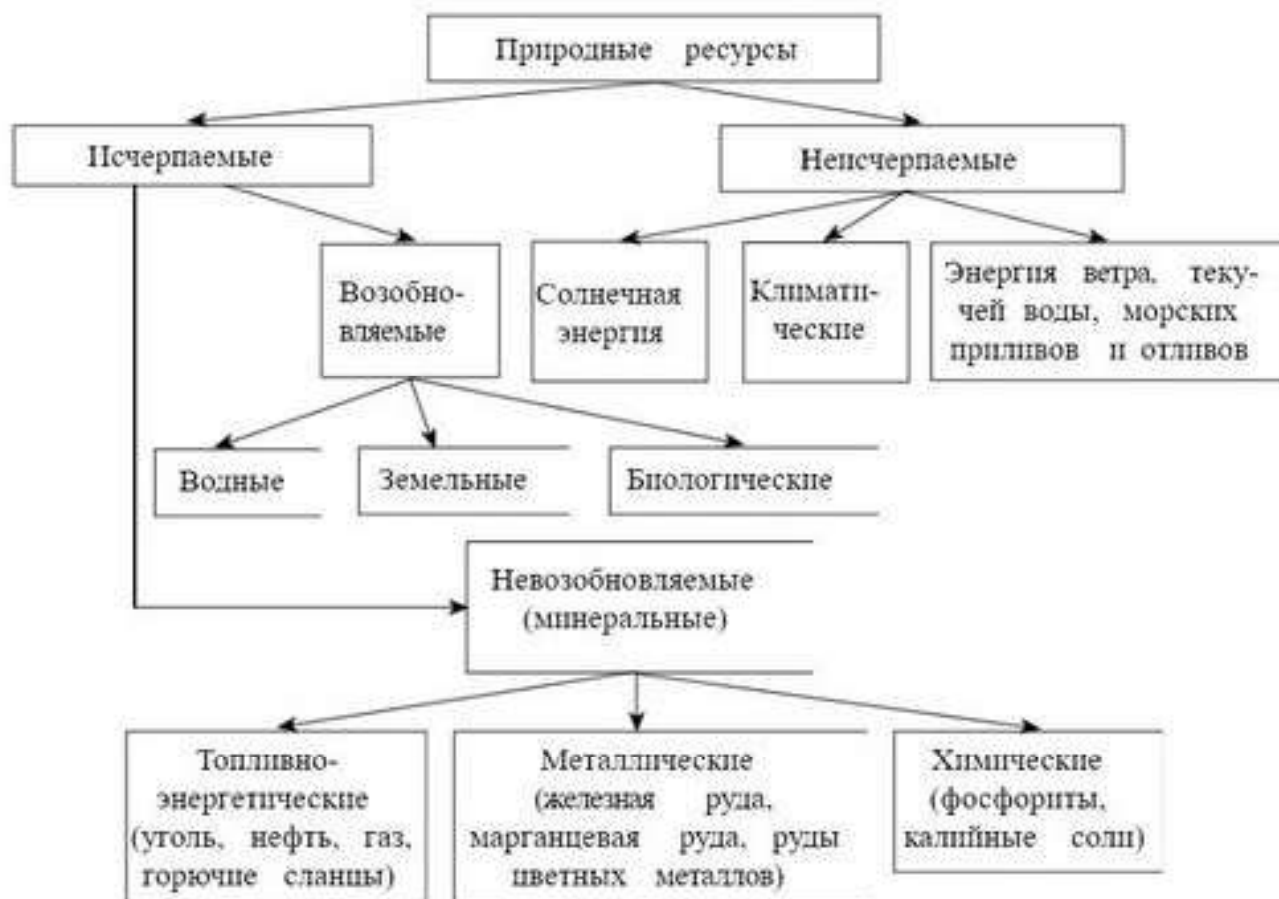 Природные ресурсы
Исчерпаемые
Неисчерпаемые
Возобно-
вляемые
Солнечная
энергия
Климати-
ческие
Энергия ветра, теку-
чей воды, морских
приливов и отливов
Водные
Земельные
Биологические
Невозобновляемые
(минеральные)
Топливно-
энергетические
(уголь, нефть, газ,
горючие сланцы)
Металлические
(железная руда,
марганцевая руда, руды
цветных металлов)
Химические
(фосфориты,
калийные соли)